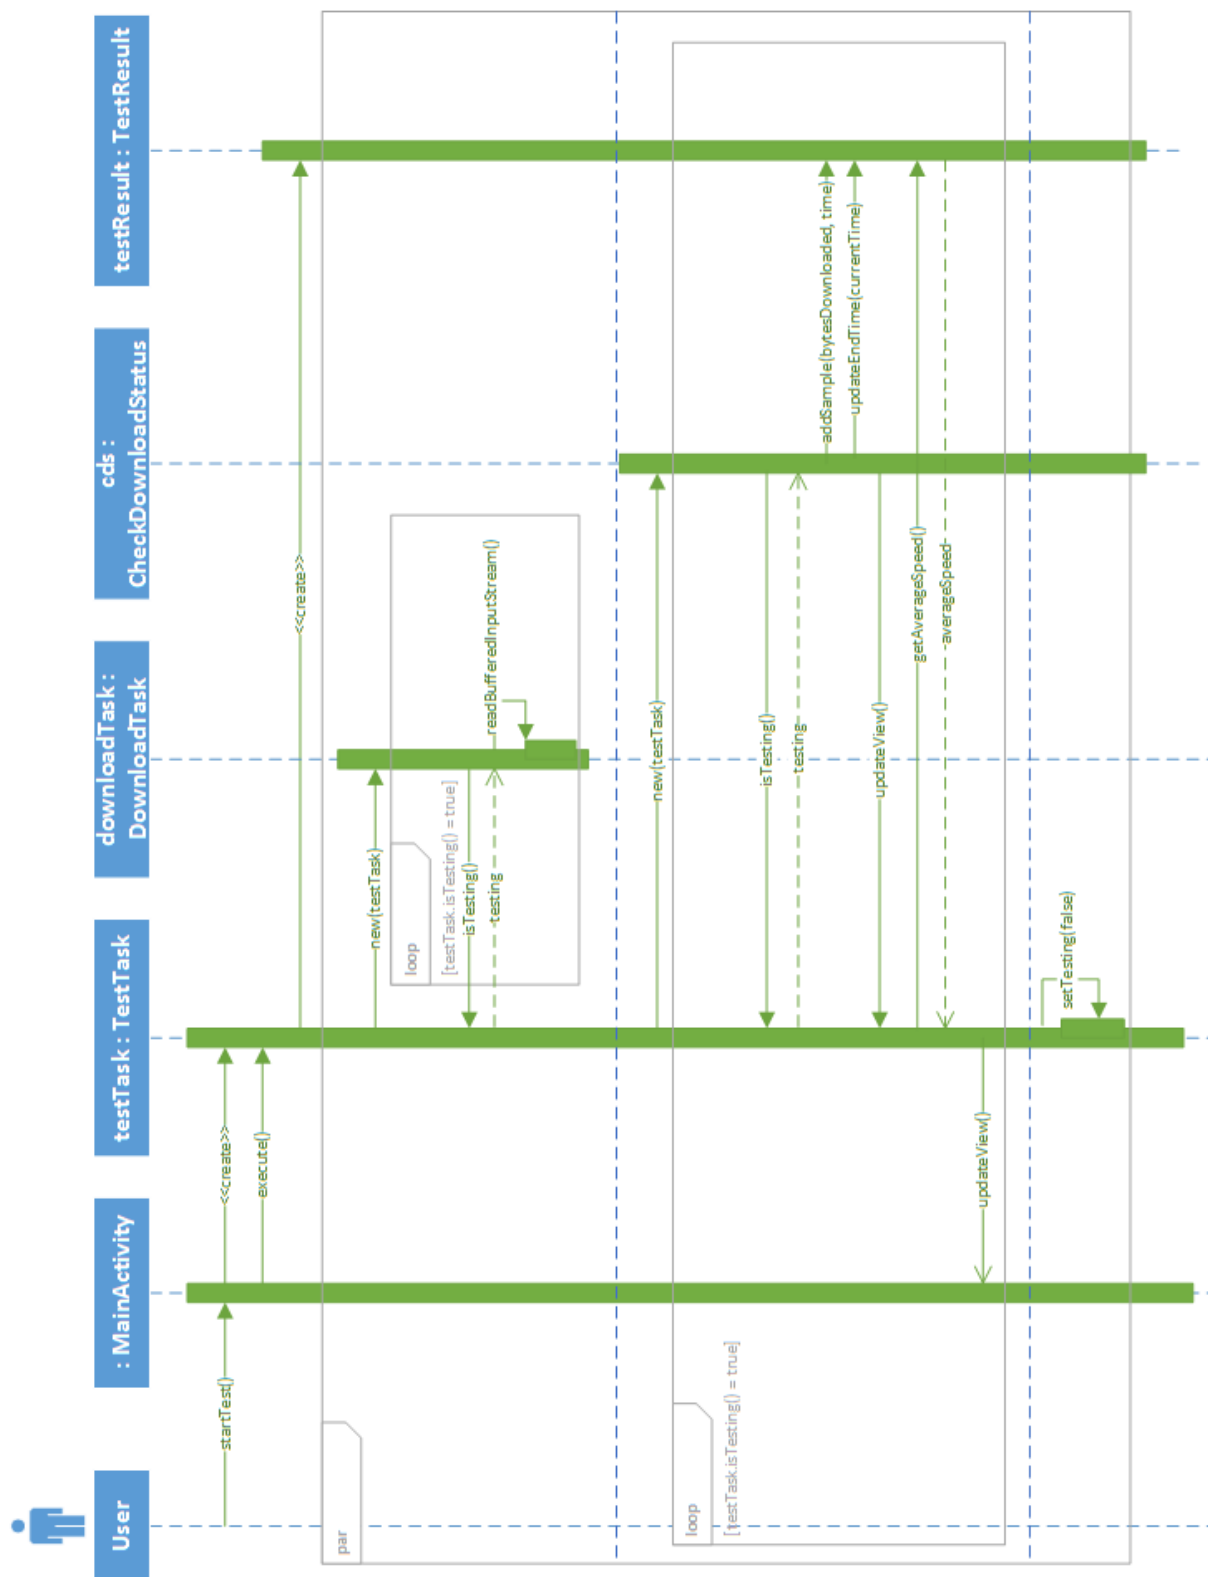 User
: MainActivity
testTask : TestTask
downloadTask :
DownloadTask
cds :
CheckDownloadStatus
testResult : TestResult
startTest()
<<create>>
execute()
<<create>>
par
new(testTask)
loop
[testTask.isTesting() = true]
isTesting()
testing
readBufferedInputStream()
new(testTask)
loop
[testTask.isTesting() = true]
isTesting()
testing
addSample(bytesDownloaded, time)
updateEndTime(currentTime)
updateView()
getAverageSpeed()
averageSpeed
updateView()
setTesting(false)